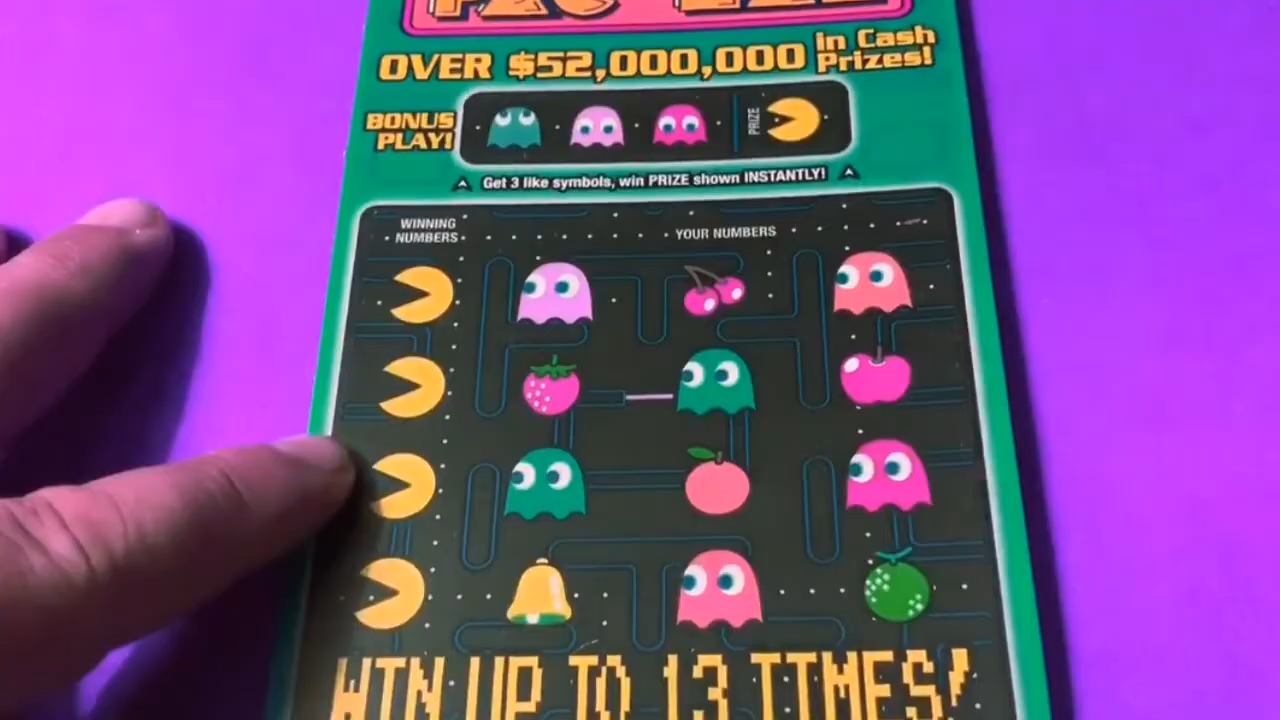 OVER $52,000,000 in Cash Prizes!
BONUS PLAY!
PRIZE
Get 3 like symbols, win PRIZE shown INSTANTLY!
WINNING NUMBERS
YOUR NUMBERS
WIN UP TO 13 TIMES!